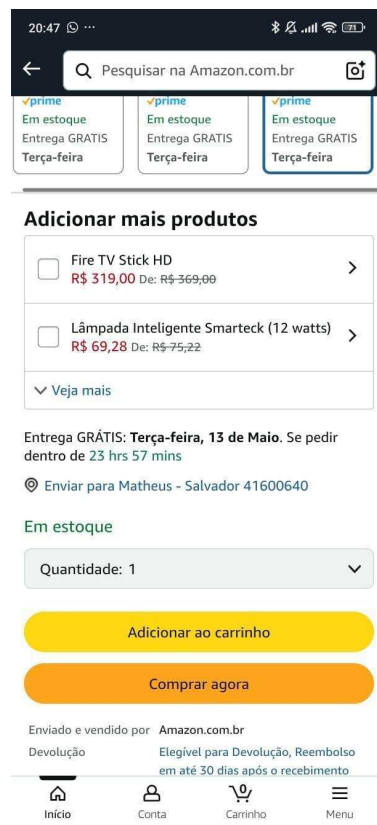 20:47 ...
71
Pesquisar na Amazon.com.br
prime
prime
prime
Em estoque
Em estoque
Em estoque
Entrega GRATIS
Entrega GRATIS
Entrega GRATIS
Terça-feira
Terça-feira
Terça-feira
Adicionar mais produtos
Fire TV Stick HD
R$ 319,00 De: R$ 369,00
Lâmpada Inteligente Smarteck (12 watts)
R$ 69,28 De: R$ 75,22
Veja mais
Entrega GRÁTIS: Terça-feira, 13 de Maio. Se pedir
dentro de 23 hrs 57 mins
Enviar para Matheus - Salvador 41600640
Em estoque
Quantidade: 1
Adicionar ao carrinho
Comprar agora
Enviado e vendido por Amazon.com.br
Devolução Elegível para Devolução, Reembolso
em até 30 dias após o recebimento
0
Início Conta Carrinho Menu